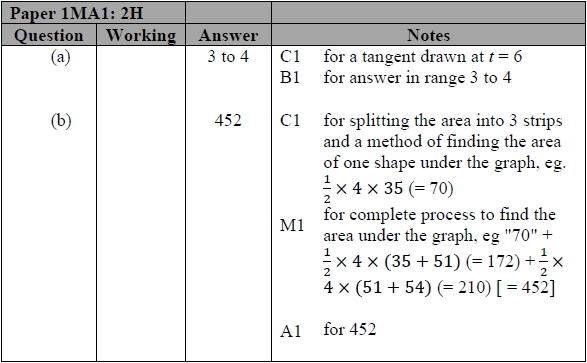 Paper 1MA1: 2H
Question Working Answer Notes
(a) 3 to 4 C1 for a tangent drawn at t = 6
B1 for answer in range 3 to 4
(b) 452 C1 for splitting the area into 3 strips
and a method of finding the area
of one shape under the graph, eg.
1/2 × 4 × 35 (= 70)
M1 for complete process to find the
area under the graph, eg "70" +
1/2 × 4 × (35 + 51) (= 172) + 1/2 ×
4 × (51 + 54) (= 210) [ = 452]
A1 for 452